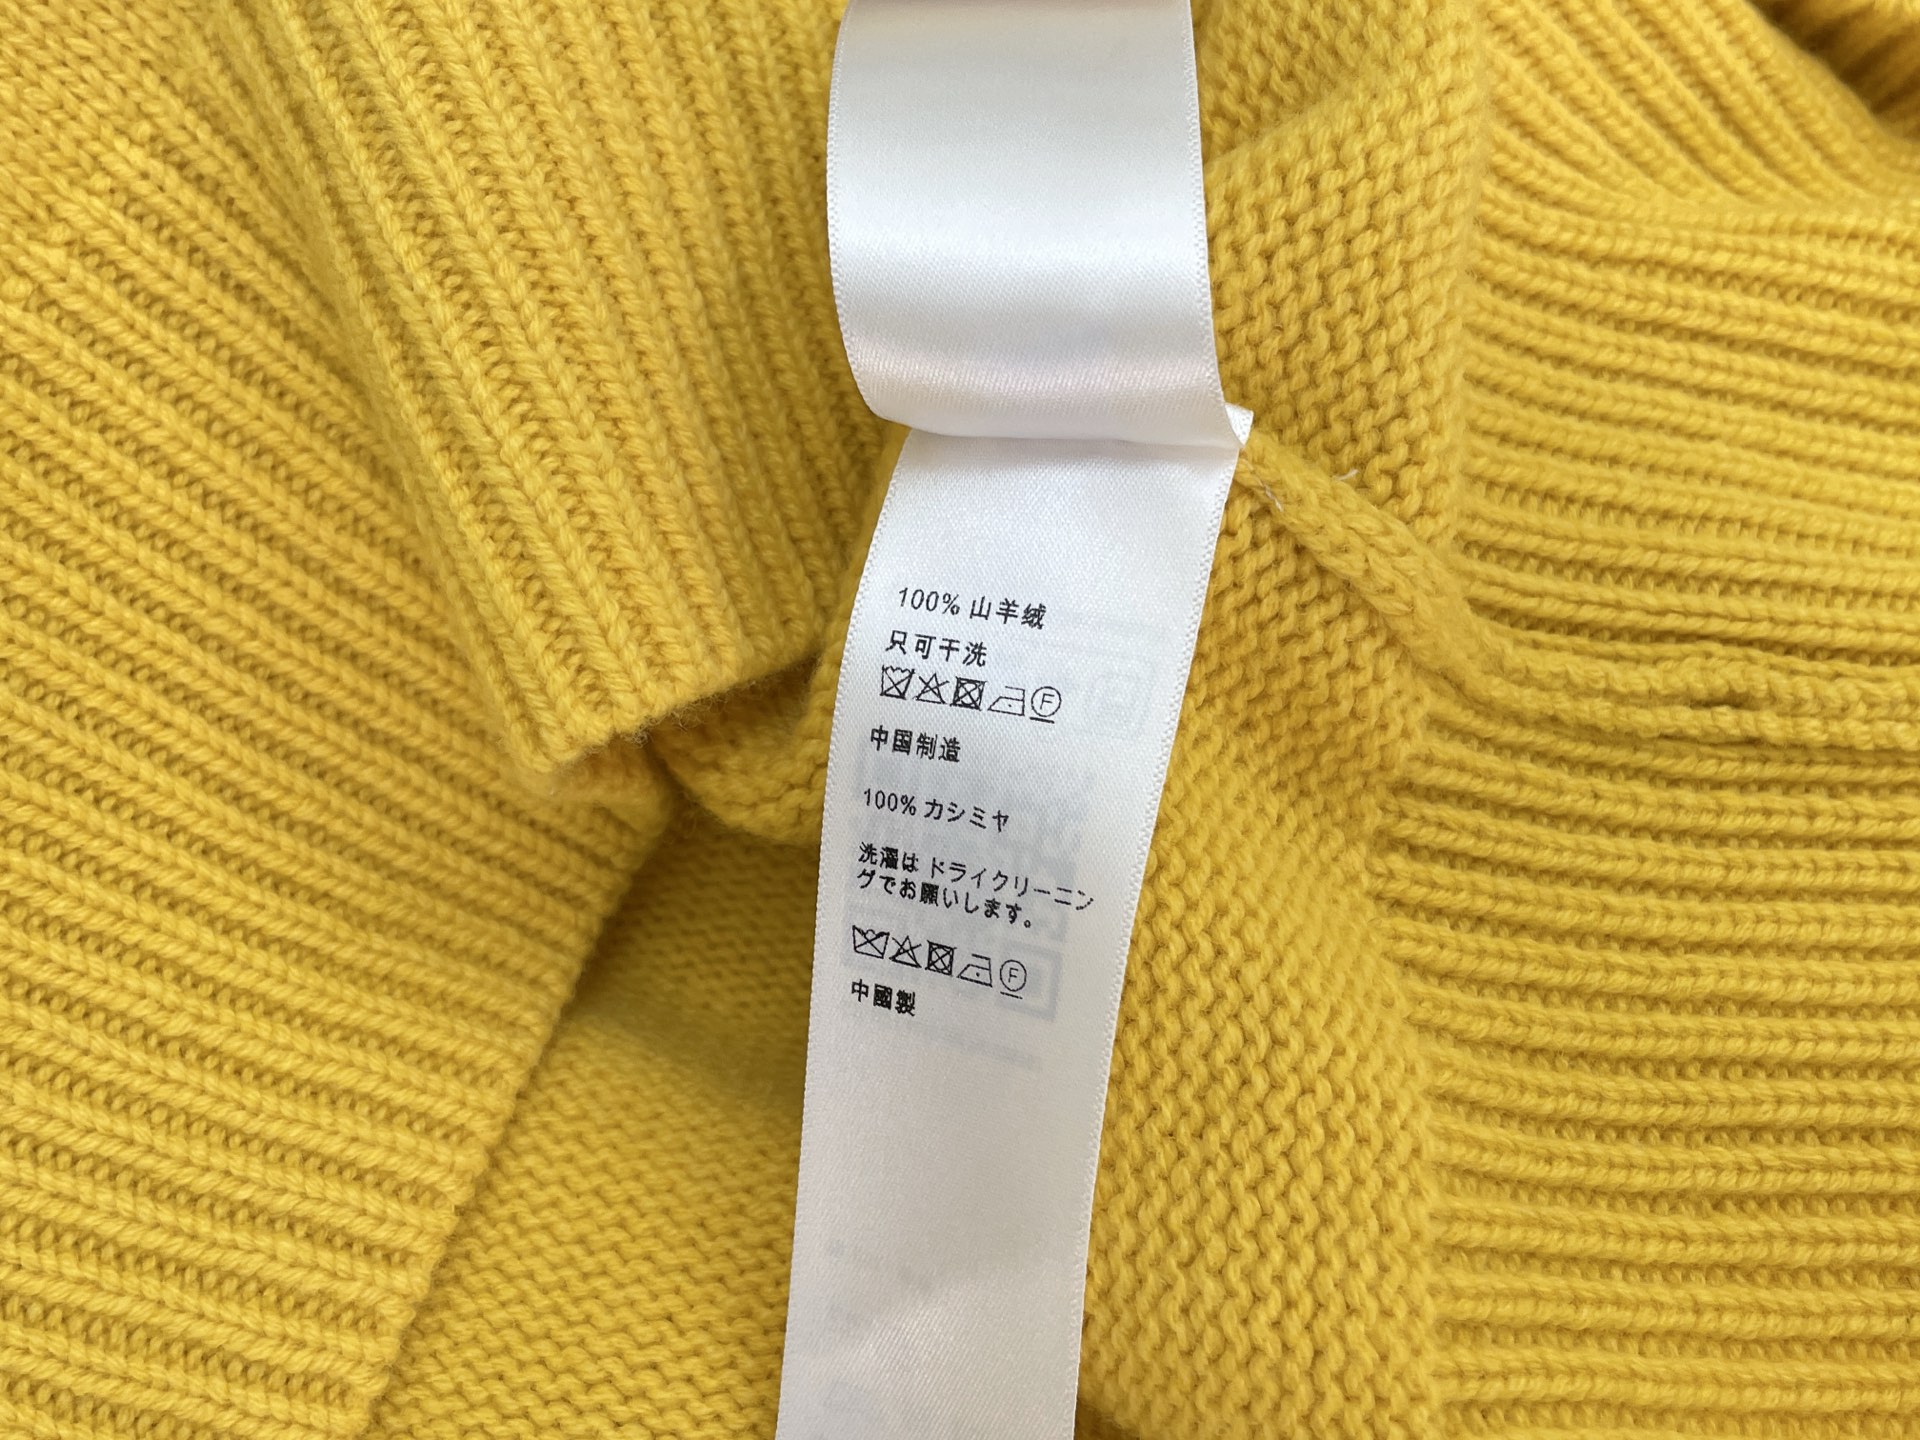 100% 山羊绒
只可干洗
F
中国制造
100% カシミヤ
洗濯は ドライクリーニン
グでお願いします。
F
中國製